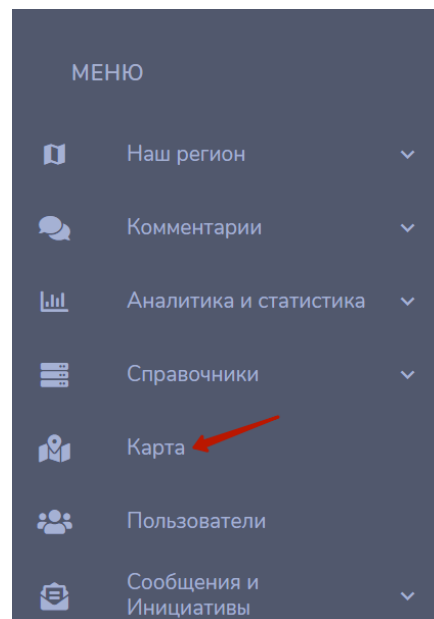 МЕНЮ
Наш регион
Комментарии
Аналитика и статистика
Справочники
Карта
Пользователи
Сообщения и
Инициативы